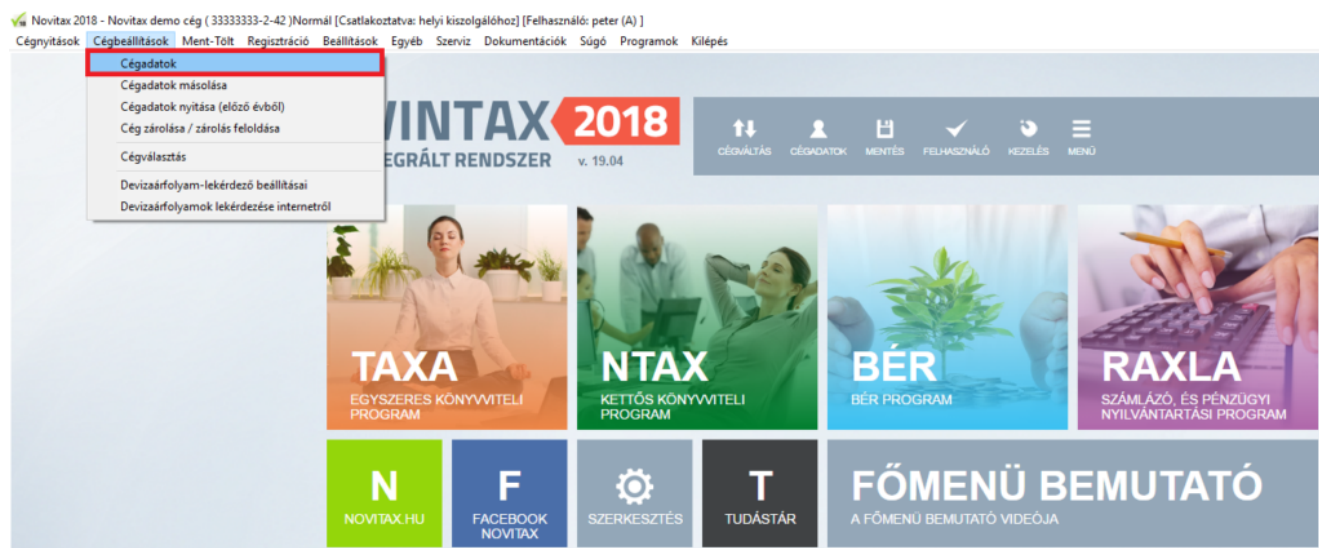 Novitax 2018 - Novitax demo cég ( 33333333-2-42 )Normál [Csatlakoztatva: helyi kiszolgálóhoz] [Felhasználó: peter (A) ]
Cégnyitások Cégbeállítások Ment-Tölt Regisztráció Beállítások Egyéb Szerviz Dokumentációk Súgó Programok Kilépés
Cégadatok
Cégadatok másolása
Cégadatok nyitása (előző évből)
Cég zárolása / zárolás feloldása
Cégválasztás
Devizaárfolyam-lekérdező beállításai
Devizaárfolyamok lekérdezése internetről
VINTAX 2018
EGRÁLT RENDSZER v. 19.04
CÉGVÁLTÁS CÉGADATOK MENTÉS FELHASZNÁLÓ KEZELÉS MENÜ
TAXA
EGYSZERES KÖNYVVITELI
PROGRAM
NTAX
KETTŐS KÖNYVVITELI
PROGRAM
BÉR
BÉR PROGRAM
RAXLA
SZÁMLÁZÓ, ÉS PÉNZÜGYI
NYILVÁNTARTÁSI PROGRAM
N
NOVITAX.HU
F
FACEBOOK
NOVITAX
SZERKESZTÉS
T
TUDÁSTÁR
FŐMENÜ BEMUTATÓ
A FŐMENÜ BEMUTATÓ VIDEÓJA